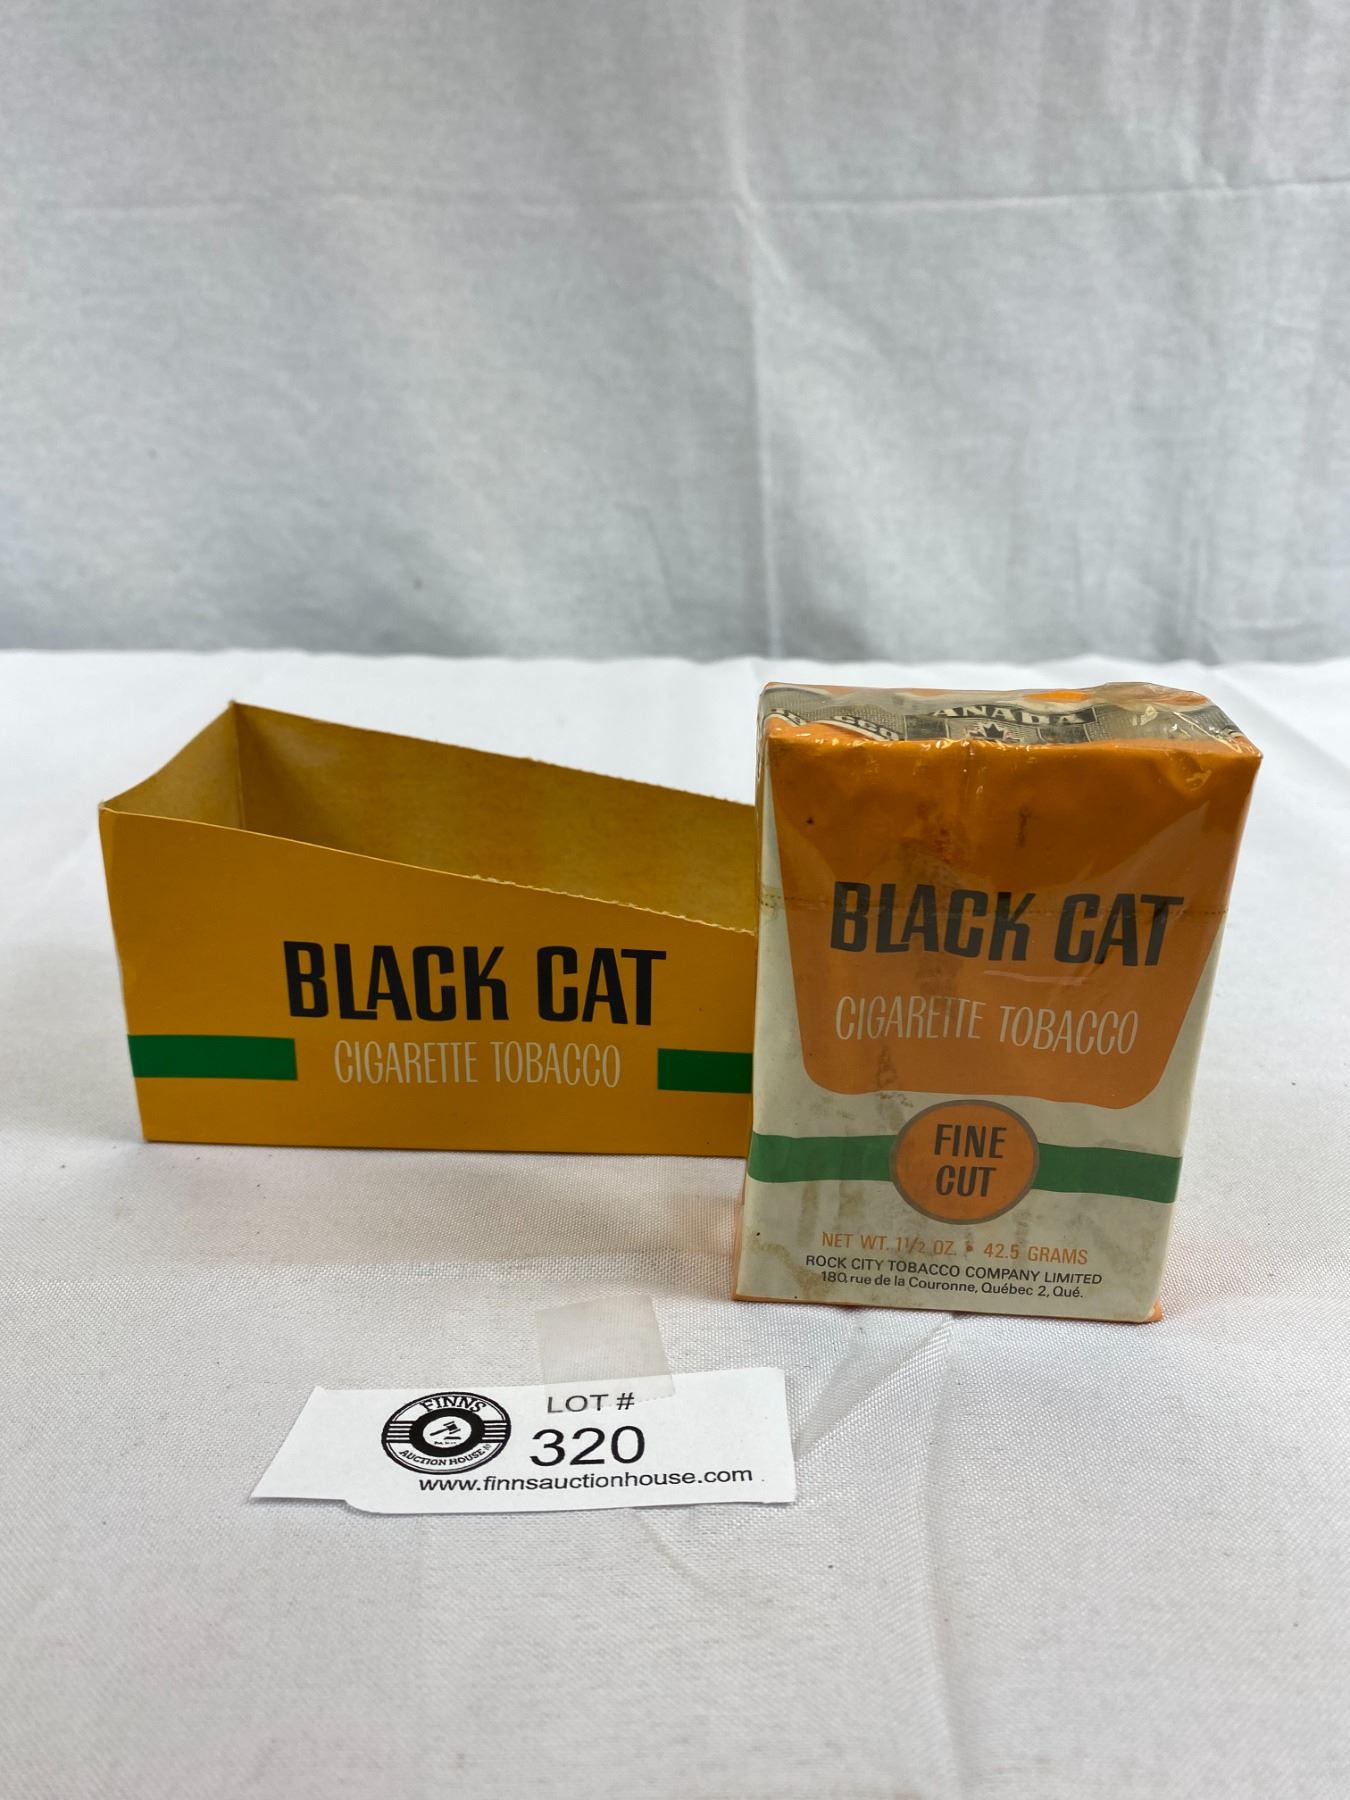 BLACK CAT
CIGARETTE TOBACCO
CANADA
BLACK CAT
CIGARETTE TOBACCO
FINE
CUT
NET WT. 1 1/2 OZ. • 42.5 GRAMS
ROCK CITY TOBACCO COMPANY LIMITED
180, rue de la Couronne, Québec 2, Qué.
FINNS
AUCTION HOUSE
LOT #
320
www.finnsauctionhouse.com